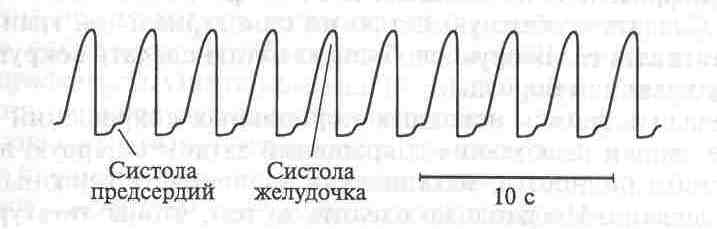 Систола
предсердий
Систола
желудочка
10 с